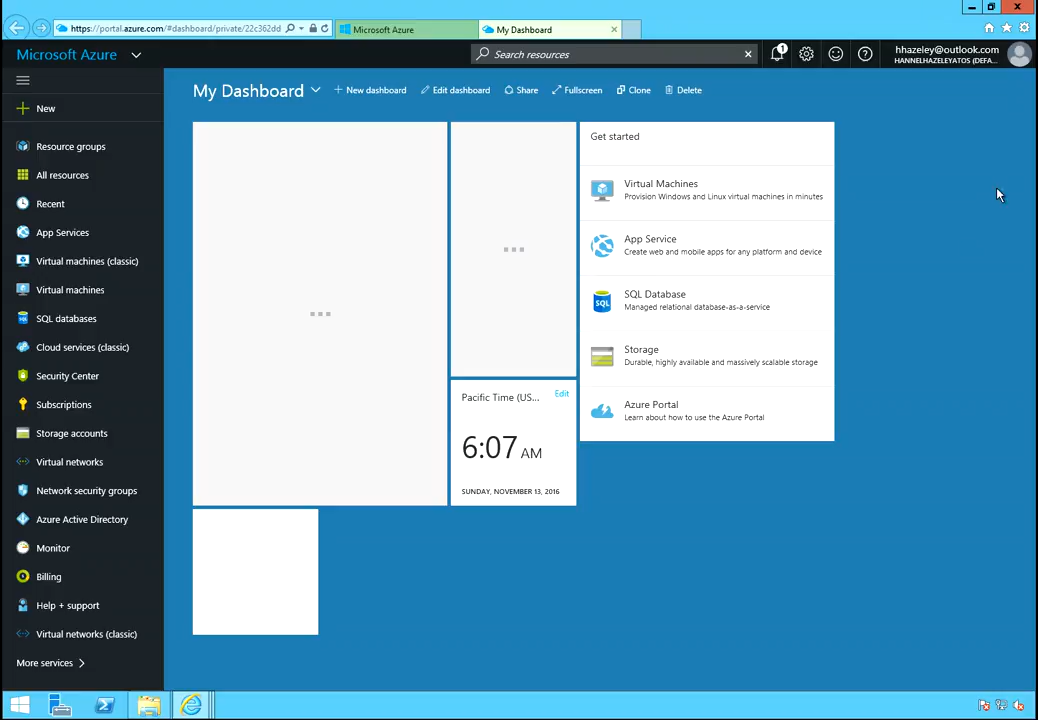 https://portal.azure.com/#dashboard/private/22c362dd
Microsoft Azure
My Dashboard
Microsoft Azure
Search resources
1
hhazeley@outlook.com
HANNELHAZELEYATOS (DEFA...
My Dashboard
New dashboard
Edit dashboard
Share
Fullscreen
Clone
Delete
New
Resource groups
All resources
Recent
App Services
Virtual machines (classic)
Virtual machines
SQL databases
Cloud services (classic)
Security Center
Subscriptions
Storage accounts
Virtual networks
Network security groups
Azure Active Directory
Monitor
Billing
Help + support
Virtual networks (classic)
More services
Get started
Virtual Machines
Provision Windows and Linux virtual machines in minutes
App Service
Create web and mobile apps for any platform and device
SQL
SQL Database
Managed relational database-as-a-service
Storage
Durable, highly available and massively scalable storage
Azure Portal
Learn about how to use the Azure Portal
Pacific Time (US...
Edit
6:07 AM
SUNDAY, NOVEMBER 13, 2016